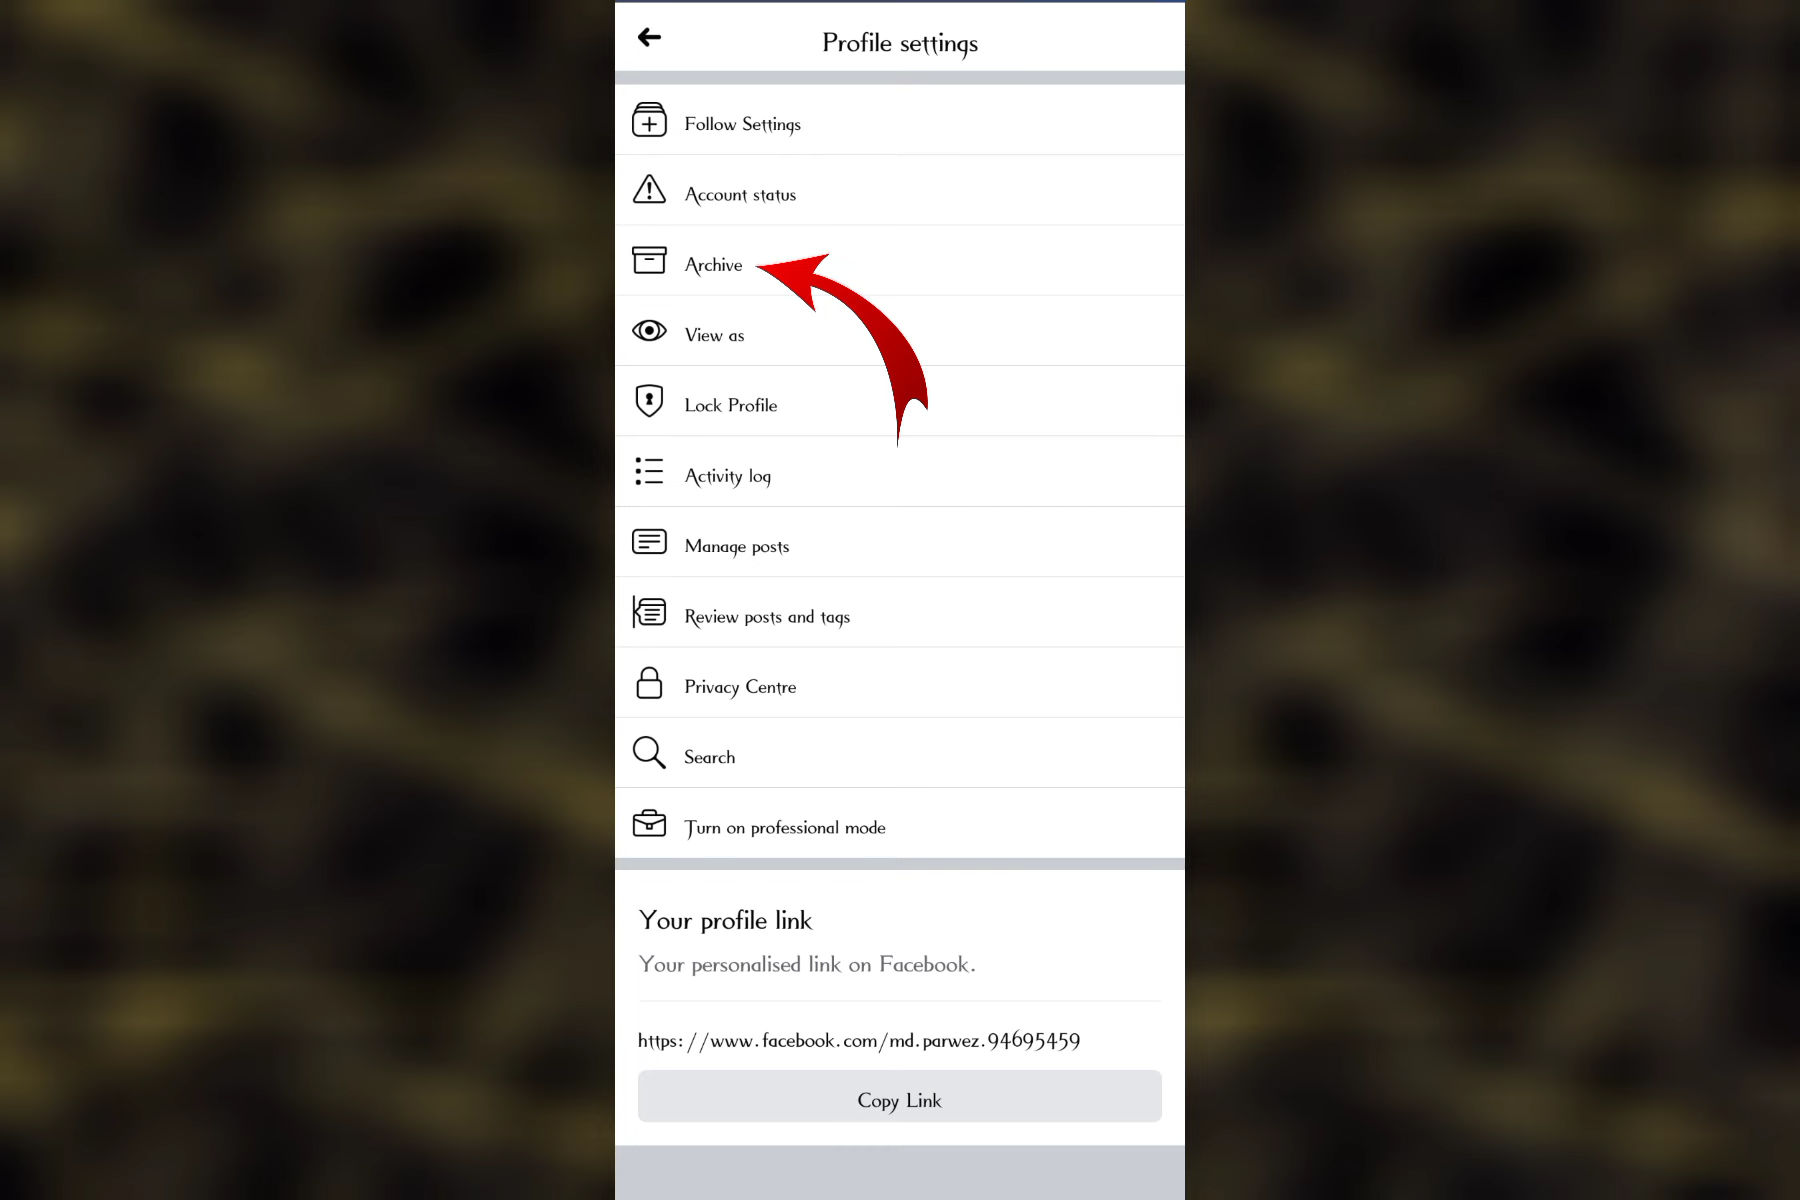 Profile settings
Follow Settings
Account status
Archive
View as
Lock Profile
Activity log
Manage posts
Review posts and tags
Privacy Centre
Search
Turn on professional mode
Your profile link
Your personalised link on Facebook.
https://www.facebook.com/md.parwez.94695459
Copy Link